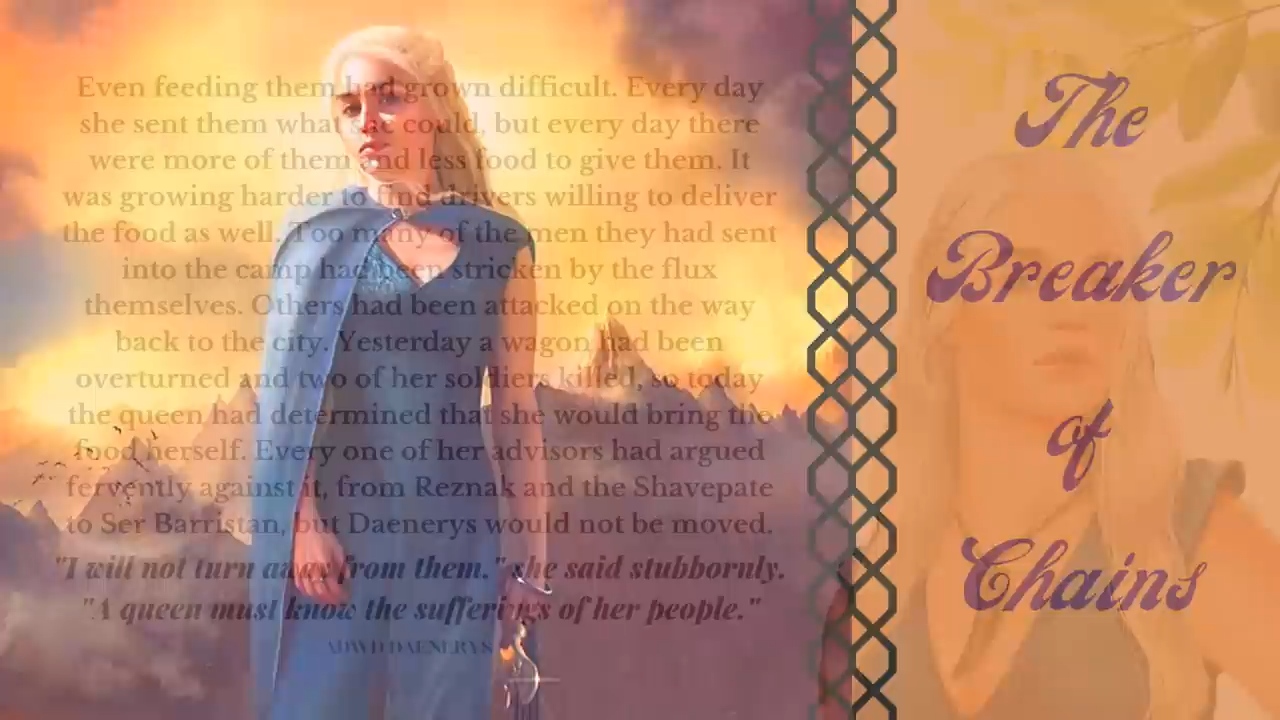 Even feeding them had grown difficult. Every day
she sent them what she could, but every day there
were more of them and less food to give them. It
was growing harder to find drivers willing to deliver
the food as well. Too many of the men they had sent
into the camp had been stricken by the flux
themselves. Others had been attacked on the way
back to the city. Yesterday a wagon had been
overturned and two of her soldiers killed, so today
the queen had determined that she would bring the
food herself. Every one of her advisors had argued
fervently against it, from Reznak and the Shavepate
to Ser Barristan, but Daenerys would not be moved.
"I will not turn away from them." she said stubbornly.
"A queen must know the sufferings of her people."
ADWD DAENERYS
The
Breaker
of
Chains